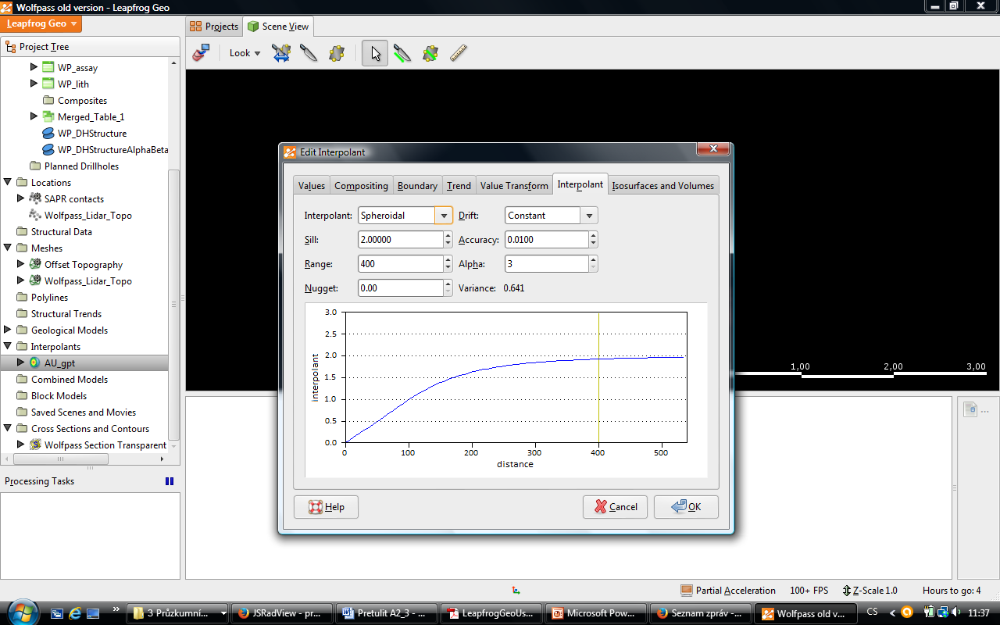 Wolfpass old version - Leapfrog Geo
Leapfrog Geo
Projects
Scene View
Project Tree
Look
WP_assay
WP_lith
Composites
Merged_Table_1
WP_DHStructure
WP_DHStructureAlphaBeta
Planned Drillholes
Locations
SAPR contacts
Wolfpass_Lidar_Topo
Structural Data
Meshes
Offset Topography
Wolfpass_Lidar_Topo
Polylines
Structural Trends
Geological Models
Interpolants
AU_gpt
Combined Models
Block Models
Saved Scenes and Movies
Cross Sections and Contours
Wolfpass Section Transparent
Processing Tasks
Edit Interpolant
Values
Compositing
Boundary
Trend
Value Transform
Interpolant
Isosurfaces and Volumes
Interpolant: Spheroidal Drift: Constant
Sill: 2.00000 Accuracy: 0.0100
Range: 400 Alpha: 3
Nugget: 0.00 Variance: 0.641
3.0
2.5
2.0
1.5
1.0
0.5
0.0
interpolant
0 100 200 300 400 500
distance
Help
Cancel
OK
1,00 2,00 3,00
...
Partial Acceleration 100+ FPS Z-Scale 1.0 Hours to go: 4
» 3 Průzkumní... JSRadView - pr... Pretulit A2_3 - ... LeapfrogGeoUs... Microsoft Pow... Seznam zpráv -... Wolfpass old v... CS 11:37